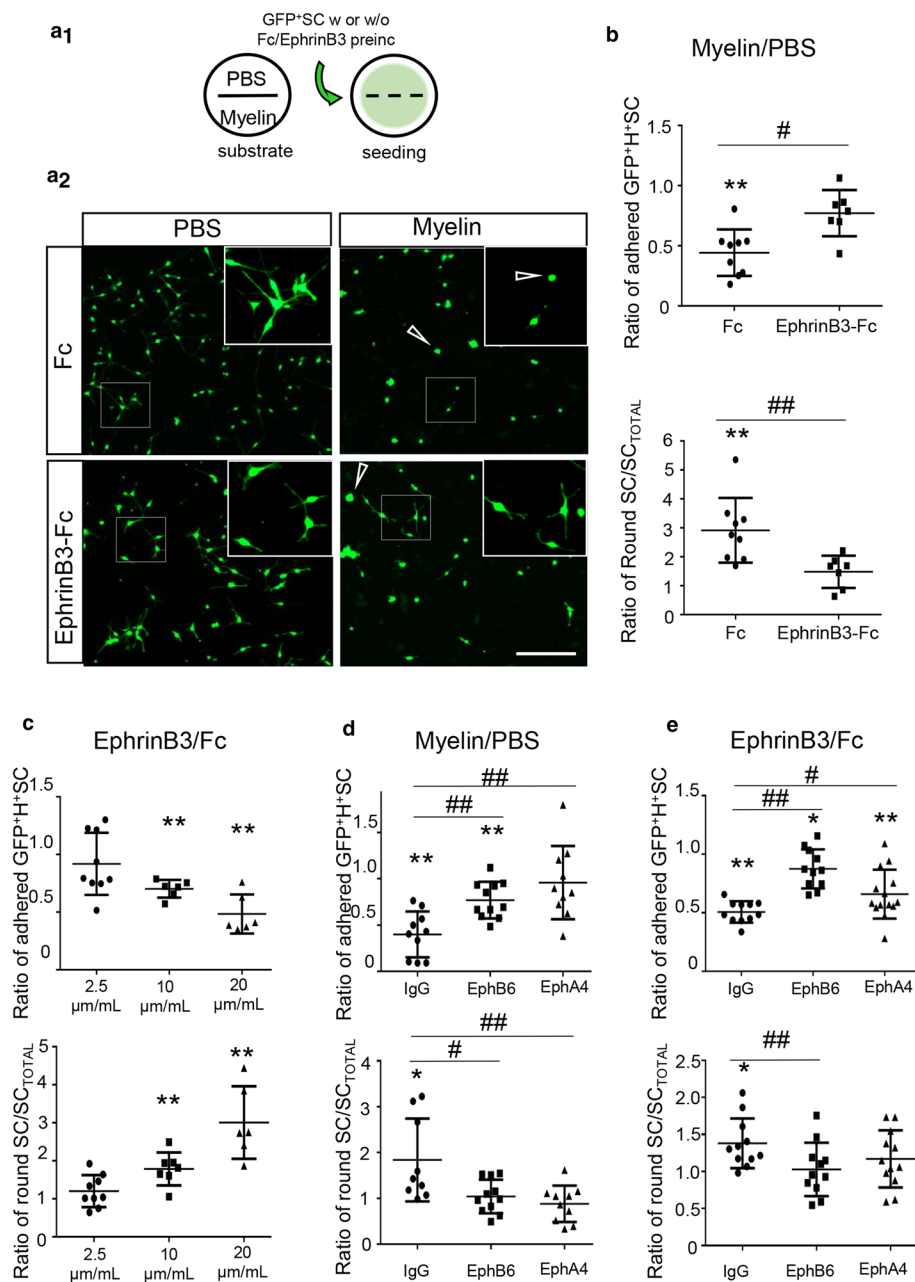 a1
GFP+SC w or w/o
Fc/EphrinB3 preinc
PBS
Myelin
substrate
seeding
a2
PBS
Myelin
Fc
EphrinB3-Fc
b
Myelin/PBS
Ratio of adhered GFP+H+SC
1.5
1.0
0.5
0
#
**
Fc
EphrinB3-Fc
Ratio of Round SC/SCTOTAL
6
5
4
3
2
1
0
##
**
Fc
EphrinB3-Fc
c
EphrinB3/Fc
Ratio of adhered GFP+H+SC
1.5
1.0
0.5
0
**
**
2.5
µm/mL
10
µm/mL
20
µm/mL
Ratio of round SC/SCTOTAL
5
4
3
2
1
0
**
**
2.5
µm/mL
10
µm/mL
20
µm/mL
d
Myelin/PBS
Ratio of adhered GFP+H+SC
1.5
1.0
0.5
0
##
##
**
**
IgG
EphB6
EphA4
Ratio of round SC/SCTOTAL
4
3
2
1
0
##
#
*
IgG
EphB6
EphA4
e
EphrinB3/Fc
Ratio of adhered GFP+H+SC
1.5
1.0
0.5
0
#
##
*
**
**
IgG
EphB6
EphA4
Ratio of round SC/SCTOTAL
2.5
2.0
1.5
1.0
0.5
0
##
*
IgG
EphB6
EphA4